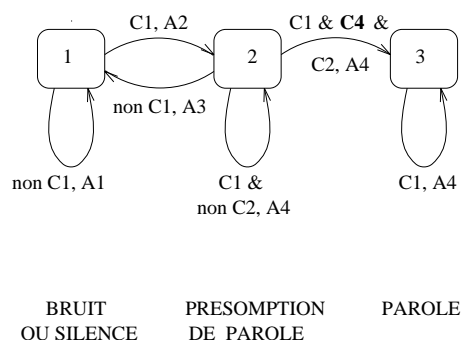 C1, A2
C1 & C4 &
1
2
3
C2, A4
non C1, A3
non C1, A1
C1 &
non C2, A4
C1, A4
BRUIT
OU SILENCE
PRESOMPTION
DE PAROLE
PAROLE